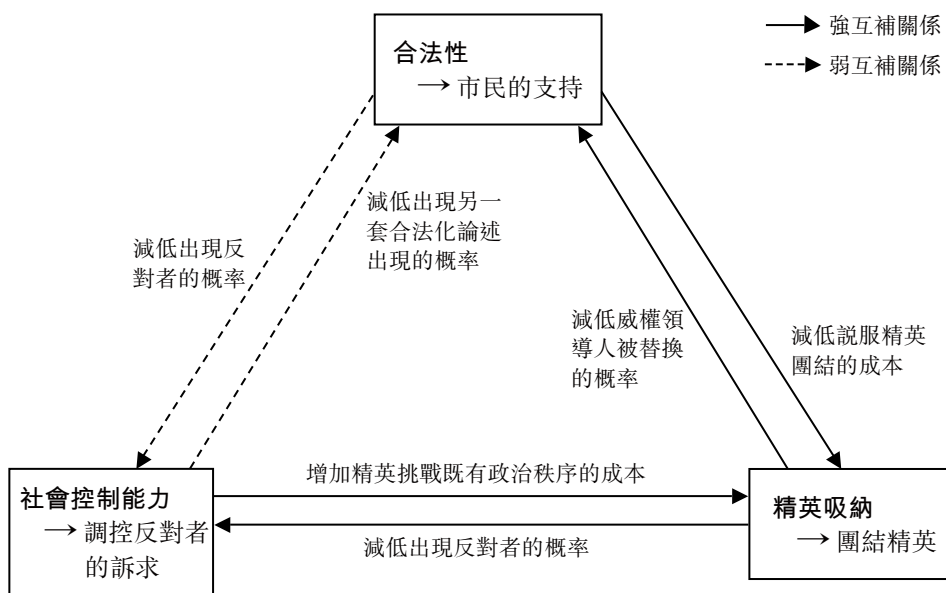 強互補關係
弱互補關係
合法性
→ 市民的支持
減低出現反
對者的概率
減低出現另一
套合法化論述
出現的概率
減低威權領
導人被替換
的概率
減低説服精英
團結的成本
社會控制能力
→ 調控反對者
的訴求
增加精英挑戰既有政治秩序的成本
減低出現反對者的概率
精英吸納
→ 團結精英